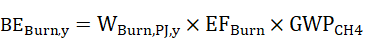 BE_Burn,y = W_Burn,PJ,y × EF_Burn × GWP_CH4